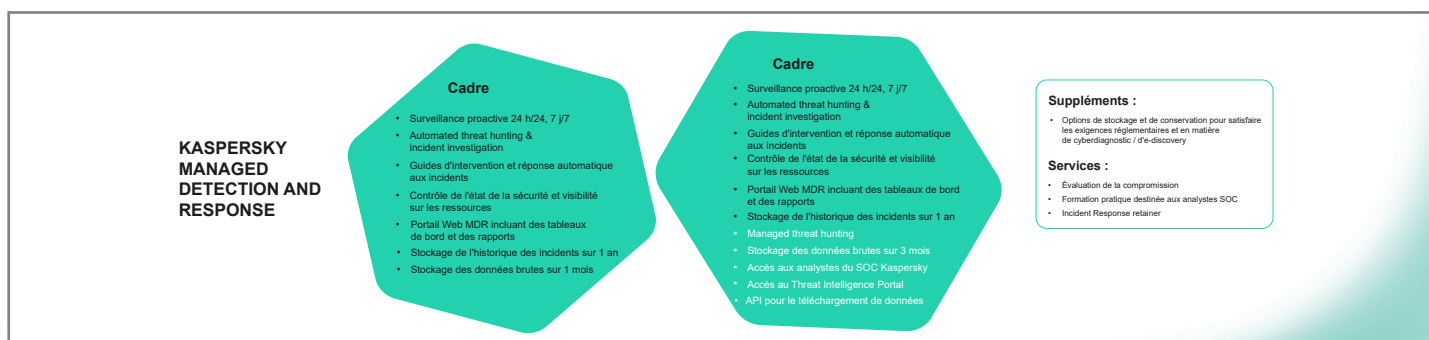 KASPERSKY
MANAGED
DETECTION AND
RESPONSE
Cadre
• Surveillance proactive 24 h/24, 7 j/7
• Automated threat hunting &
incident investigation
• Guides d'intervention et réponse automatique
aux incidents
• Contrôle de l'état de la sécurité et visibilité
sur les ressources
• Portail Web MDR incluant des tableaux
de bord et des rapports
• Stockage de l'historique des incidents sur 1 an
• Stockage des données brutes sur 1 mois
Cadre
• Surveillance proactive 24 h/24, 7 j/7
• Automated threat hunting &
incident investigation
• Guides d'intervention et réponse automatique
aux incidents
• Contrôle de l'état de la sécurité et visibilité
sur les ressources
• Portail Web MDR incluant des tableaux de bord
et des rapports
• Stockage de l'historique des incidents sur 1 an
• Managed threat hunting
• Stockage des données brutes sur 3 mois
• Accès aux analystes du SOC Kaspersky
• Accès au Threat Intelligence Portal
• API pour le téléchargement de données
Suppléments :
• Options de stockage et de conservation pour satisfaire
les exigences réglementaires et en matière
de cyberdiagnostic / d'e-discovery
Services :
• Évaluation de la compromission
• Formation pratique destinée aux analystes SOC
• Incident Response retainer